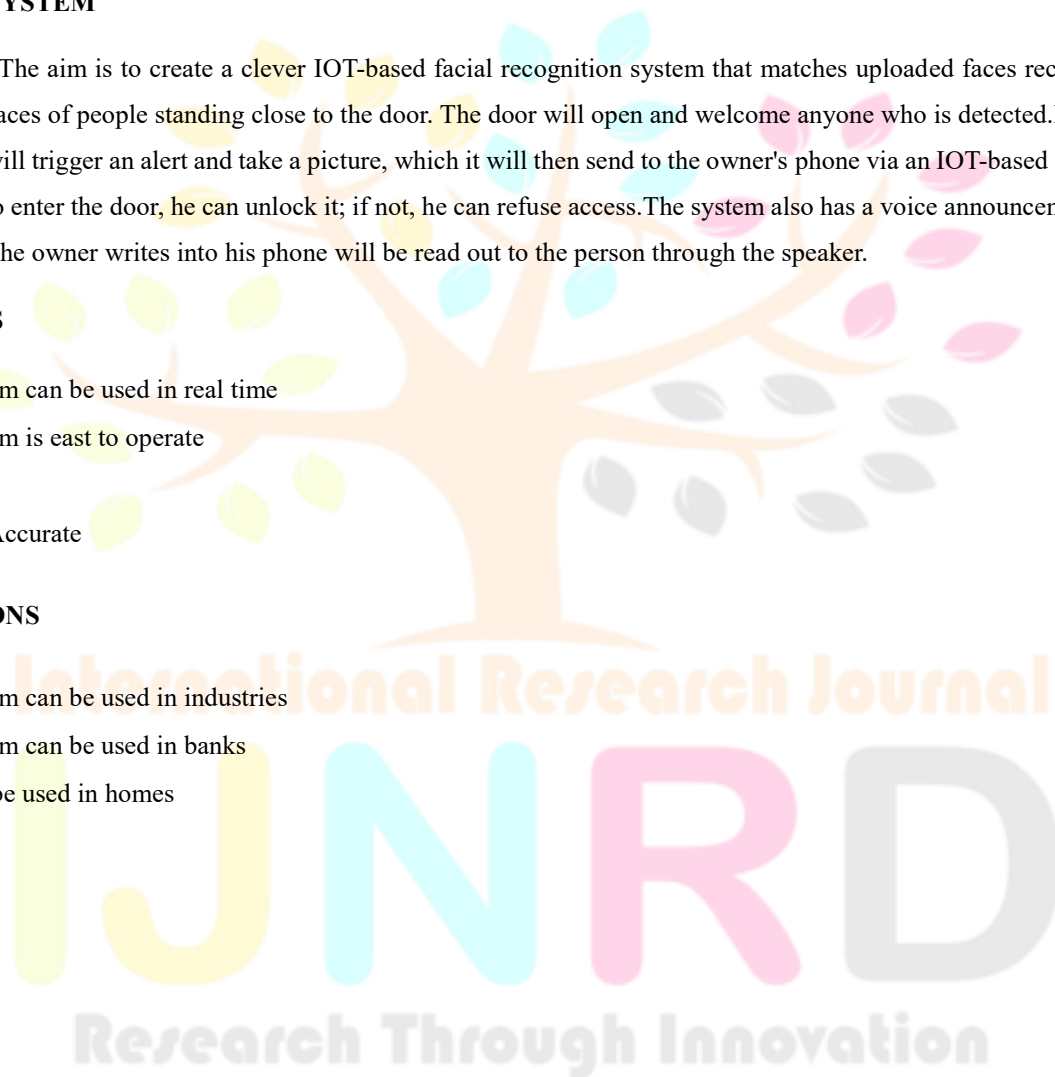 YSTEM
The aim is to create a clever IOT-based facial recognition system that matches uploaded faces rec
aces of people standing close to the door. The door will open and welcome anyone who is detected.
will trigger an alert and take a picture, which it will then send to the owner's phone via an IOT-based
o enter the door, he can unlock it; if not, he can refuse access.The system also has a voice announcem
he owner writes into his phone will be read out to the person through the speaker.
S
m can be used in real time
m is east to operate
Accurate
ONS
International Research Journal
m can be used in industries
m can be used in banks
be used in homes
IJNRD
Research Through Innovation